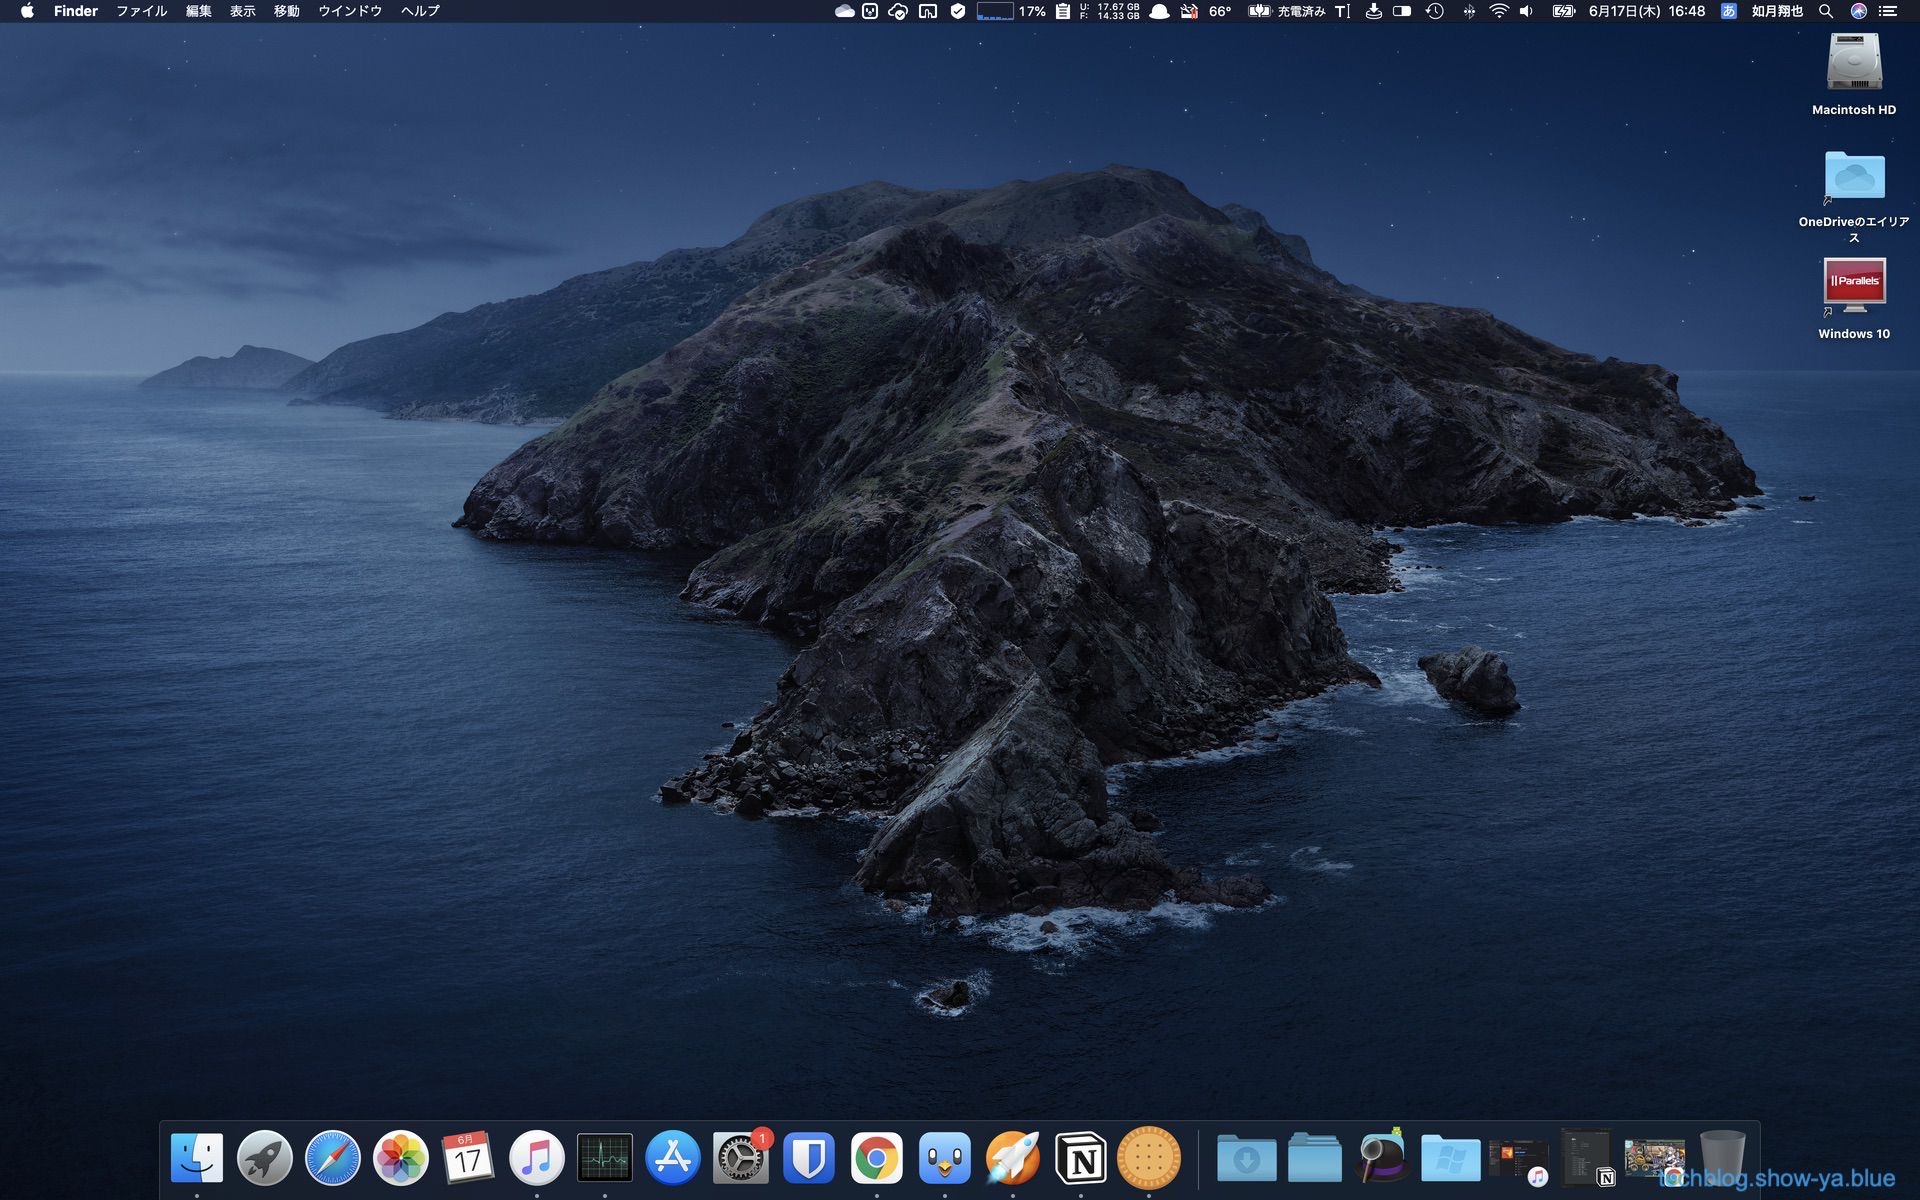 Finder ファイル 編集 表示 移動 ウインドウ ヘルプ
17%
U: 17.67 GB
F: 14.33 GB
66° 充電済み 6月17日(木) 16:48 あ 如月翔也
Macintosh HD
OneDriveのエイリア
ス
|| Parallels
Windows 10
6月
17
1
N
techblog.show-ya.blue